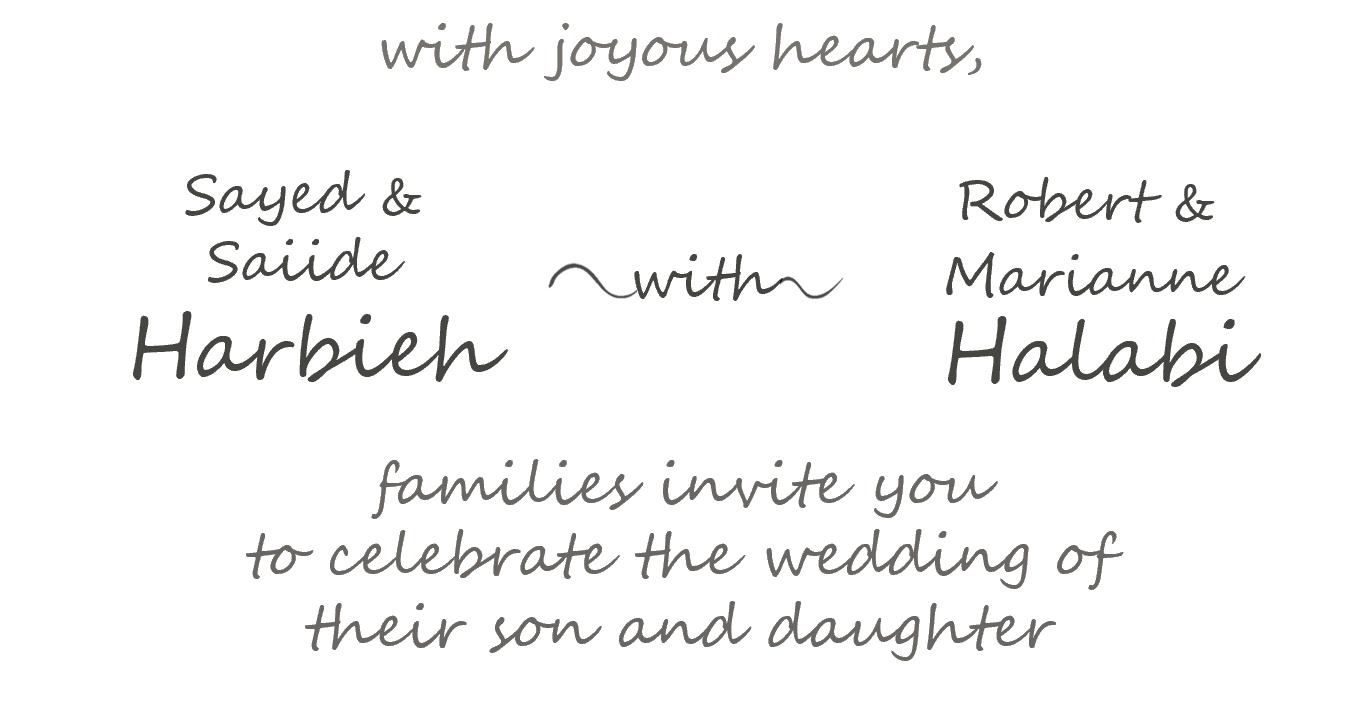 with joyous hearts,
Sayed &
Saiide
Harbieh
with
Robert &
Marianne
Halabi
families invite you
to celebrate the wedding of
their son and daughter